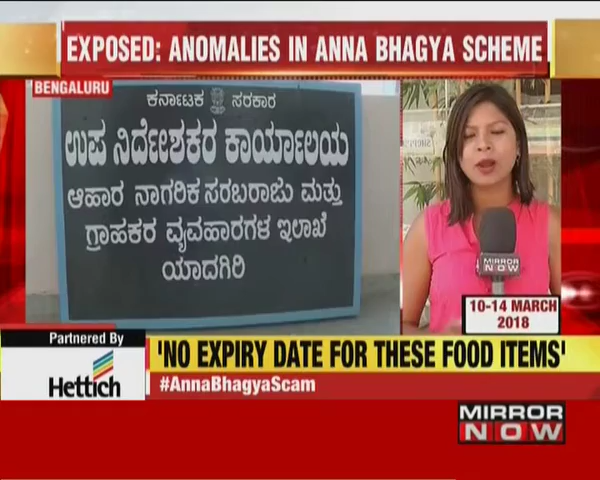 EXPOSED: ANOMALIES IN ANNA BHAGYA SCHEME
BENGALURU
ಕರ್ನಾಟಕ ಸರಕಾರ
ಉಪ ನಿರ್ದೇಶಕರ ಕಾರ್ಯಾಲಯ
ಆಹಾರ ನಾಗರಿಕ ಸರಬರಾಜು ಮತ್ತು
ಗ್ರಾಹಕರ ವ್ಯವಹಾರಗಳ ಇಲಾಖೆ
ಯಾದಗಿರಿ
MIRROR
NOW
10-14 MARCH
2018
Partnered By
Hettich
'NO EXPIRY DATE FOR THESE FOOD ITEMS'
#AnnaBhagyaScam
MIRROR
NOW